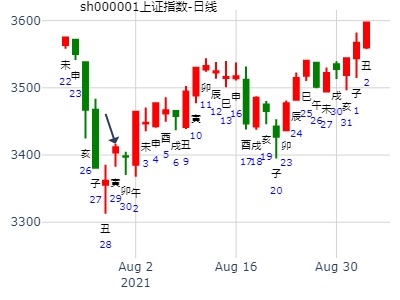 sh000001上证指数-日线
3600
3500
3400
3300
未
22
申
23
亥
26
子
27
丑
28
寅
29
卯
30
午
2
未
3
申
4
酉
5
戌
6
丑
9
寅
10
卯
11
辰
12
巳
13
申
16
酉
17
戌
18
亥
19
子
20
卯
23
辰
24
巳
25
午
26
未
27
戌
30
亥
31
子
1
丑
2
Aug 2
2021
Aug 16
Aug 30